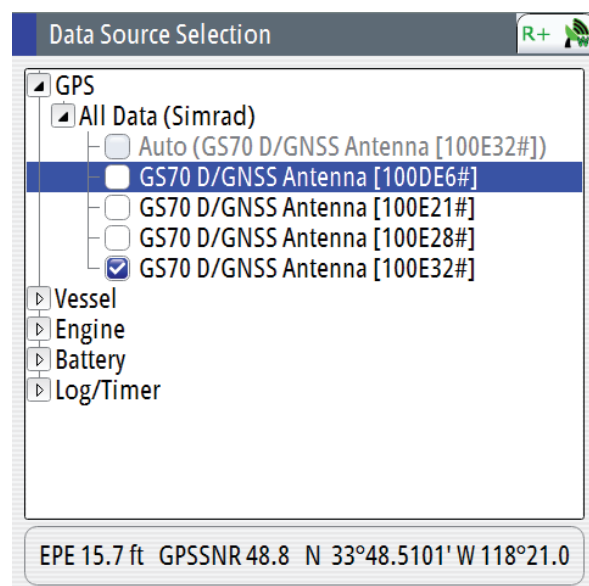 Data Source Selection
R+
GPS
All Data (Simrad)
Auto (GS70 D/GNSS Antenna [100E32#])
GS70 D/GNSS Antenna [100DE6#]
GS70 D/GNSS Antenna [100E21#]
GS70 D/GNSS Antenna [100E28#]
GS70 D/GNSS Antenna [100E32#]
Vessel
Engine
Battery
Log/Timer
EPE 15.7 ft GPSSNR 48.8 N 33°48.5101' W 118°21.0